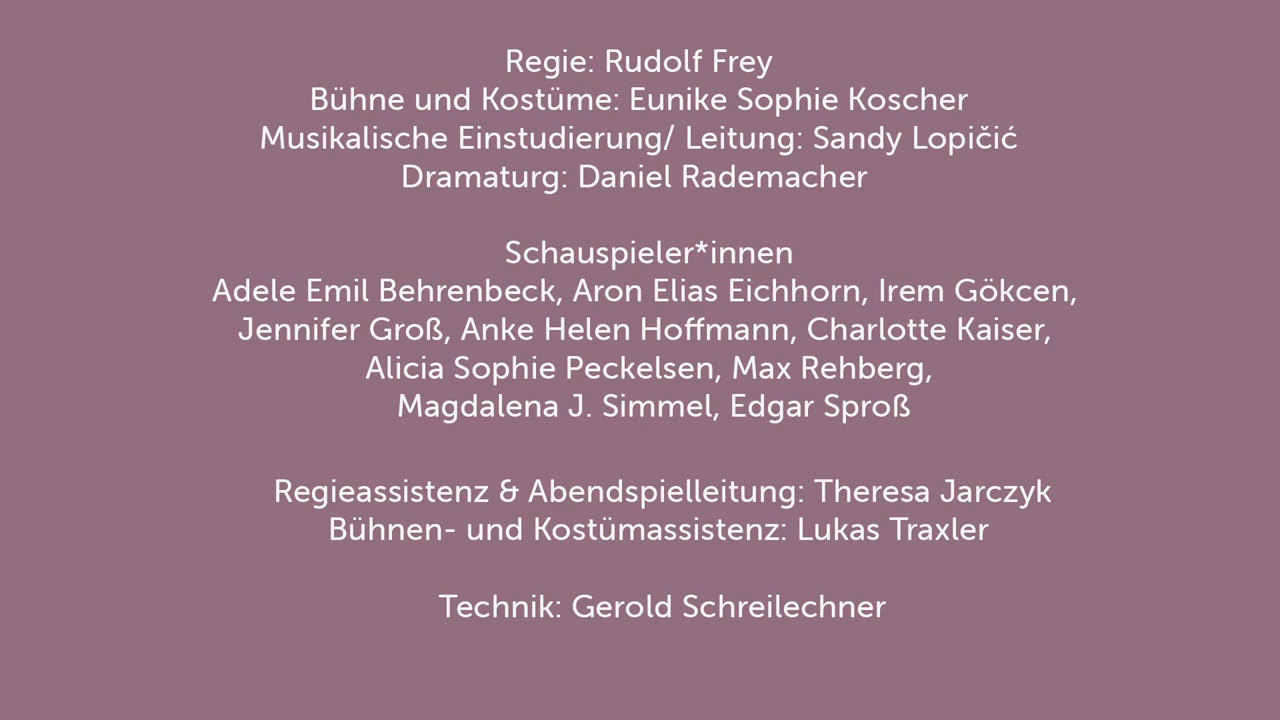 Regie: Rudolf Frey
Bühne und Kostüme: Eunike Sophie Koscher
Musikalische Einstudierung/ Leitung: Sandy Lopičić
Dramaturg: Daniel Rademacher
Schauspieler*innen
Adele Emil Behrenbeck, Aron Elias Eichhorn, Irem Gökcen,
Jennifer Groß, Anke Helen Hoffmann, Charlotte Kaiser,
Alicia Sophie Peckelsen, Max Rehberg,
Magdalena J. Simmel, Edgar Sproß
Regieassistenz & Abendspielleitung: Theresa Jarczyk
Bühnen- und Kostümassistenz: Lukas Traxler
Technik: Gerold Schreilechner